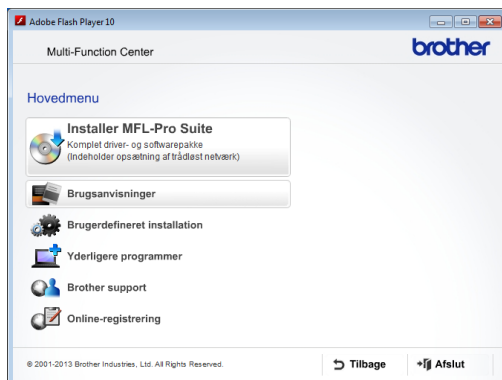 Adobe Flash Player 10
Multi-Function Center
brother
Hovedmenu
Installer MFL-Pro Suite
Komplet driver- og softwarepakke
(Indeholder opsætning af trådløst netværk)
Brugsanvisninger
Brugerdefineret installation
Yderligere programmer
Brother support
Online-registrering
© 2001-2013 Brother Industries, Ltd. All Rights Reserved.
Tilbage
Afslut